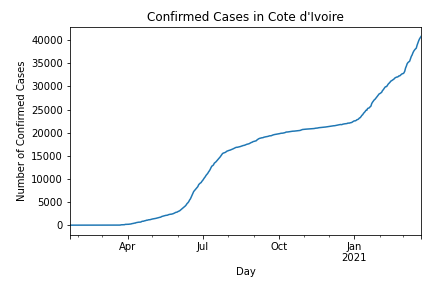 Confirmed Cases in Cote d'Ivoire
Number of Confirmed Cases
40000
35000
30000
25000
20000
15000
10000
5000
0
Apr Jul Oct Jan
2021
Day